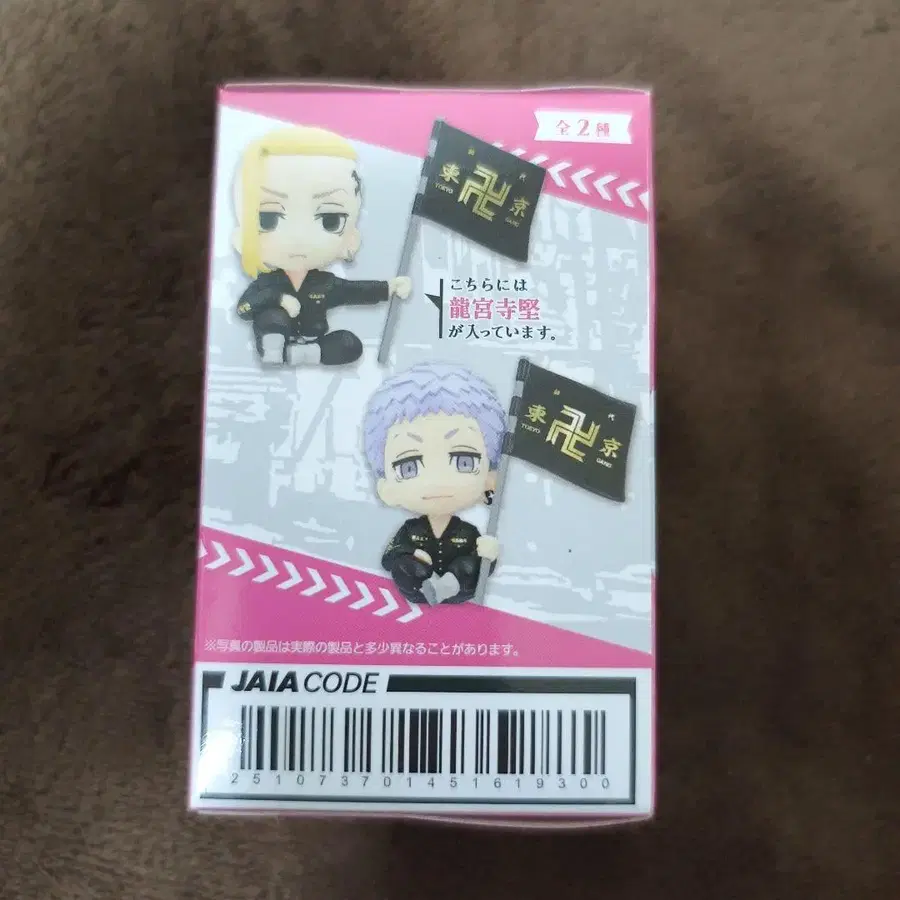 全2種
東 卍 京
TOKYO
GANG
こちらには
龍宮寺堅
が入っています。
代
東 卍 京
TOKYO
GANG
※写真の製品は実際の製品と多少異なることがあります。
JAIA CODE
2510737014516193００